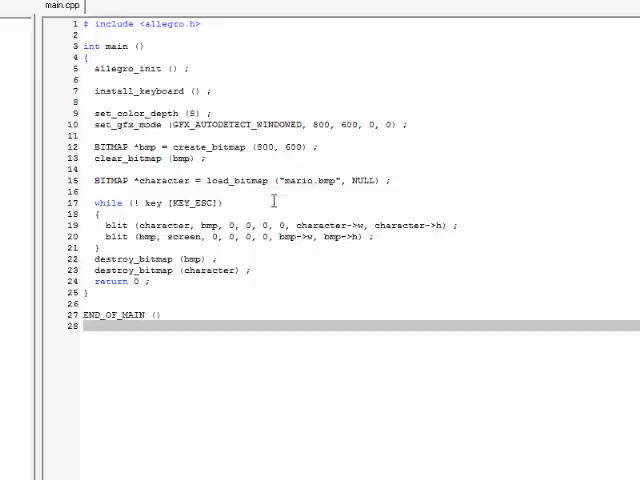 main.cpp
1 # include <allegro.h>
2
3 int main ()
4 {
5 allegro_init () ;
6
7 install_keyboard () ;
8
9 set_color_depth (8) ;
10 set_gfx_mode (GFX_AUTODETECT_WINDOWED, 800, 600, 0, 0) ;
11
12 BITMAP *bmp = create_bitmap (800, 600) ;
13 clear_bitmap (bmp) ;
14
15 BITMAP *character = load_bitmap ("mario.bmp", NULL) ;
16
17 while (! key [KEY_ESC])
18 {
19 blit (character, bmp, 0, 0, 0, 0, character->w, character->h) ;
20 blit (bmp, screen, 0, 0, 0, 0, bmp->w, bmp->h) ;
21 }
22 destroy_bitmap (bmp) ;
23 destroy_bitmap (character) ;
24 return 0 ;
25 }
26
27 END_OF_MAIN ()
28